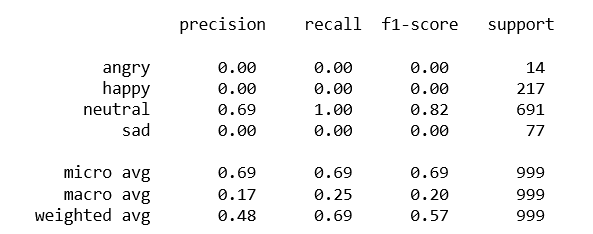 precision recall f1-score support
angry 0.00 0.00 0.00 14
happy 0.00 0.00 0.00 217
neutral 0.69 1.00 0.82 691
sad 0.00 0.00 0.00 77
micro avg 0.69 0.69 0.69 999
macro avg 0.17 0.25 0.20 999
weighted avg 0.48 0.69 0.57 999